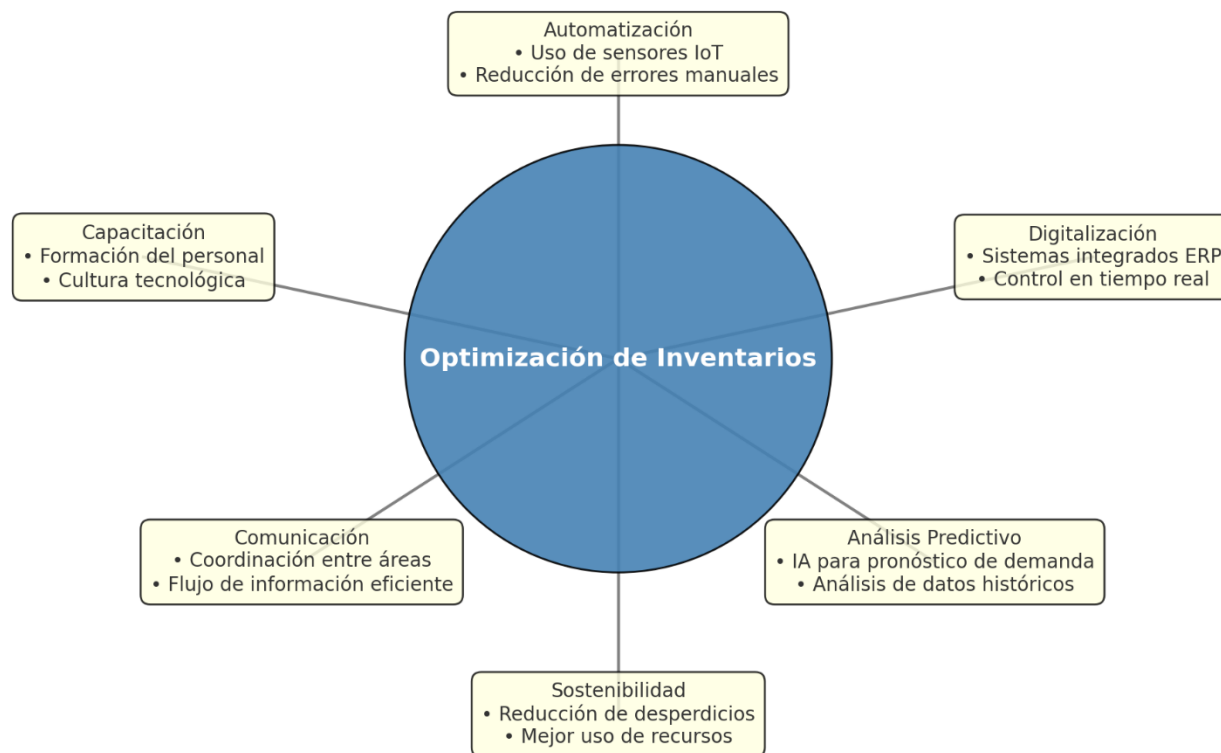 Automatización
• Uso de sensores IoT
• Reducción de errores manuales
Capacitación
• Formación del personal
• Cultura tecnológica
Digitalización
• Sistemas integrados ERP
• Control en tiempo real
Optimización de Inventarios
Comunicación
• Coordinación entre áreas
• Flujo de información eficiente
Análisis Predictivo
• IA para pronóstico de demanda
• Análisis de datos históricos
Sostenibilidad
• Reducción de desperdicios
• Mejor uso de recursos